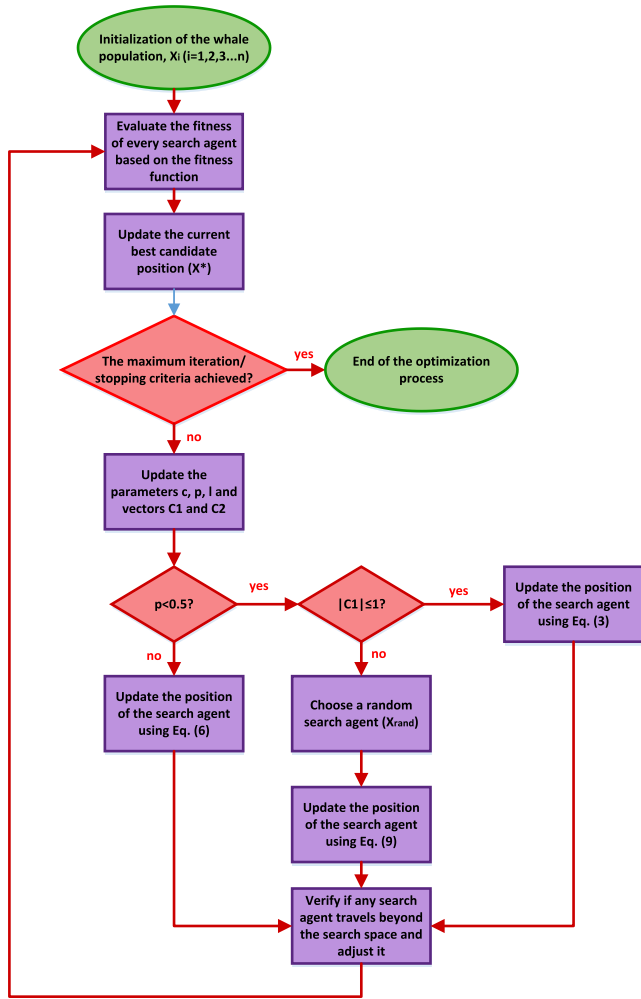 Initialization of the whale
population, Xi (i=1,2,3...n)
Evaluate the fitness
of every search agent
based on the fitness
function
Update the current
best candidate
position (X*)
The maximum iteration/
stopping criteria achieved?
yes
End of the optimization
process
no
Update the
parameters c, p, l and
vectors C1 and C2
p<0.5?
yes
|C1|≤1?
yes
Update the position
of the search agent
using Eq. (3)
no
Update the position
of the search agent
using Eq. (6)
no
Choose a random
search agent (Xrand)
Update the position
of the search agent
using Eq. (9)
Verify if any search
agent travels beyond
the search space and
adjust it